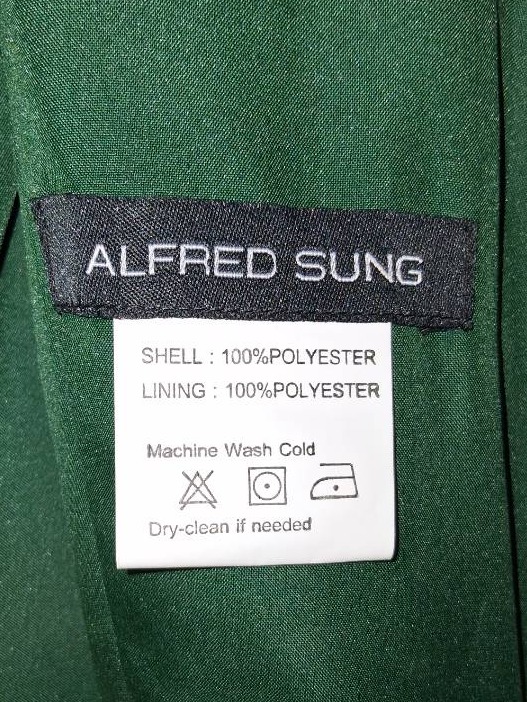 ALFRED SUNG
SHELL : 100%POLYESTER
LINING : 100%POLYESTER
Machine Wash Cold
Dry-clean if needed